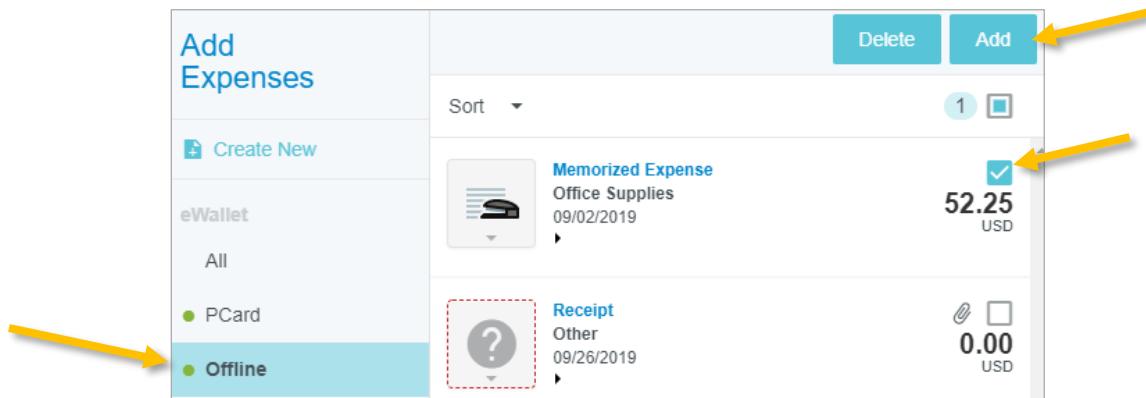 Add
Expenses
Create New
eWallet
All
PCard
Offline
Delete Add
Sort 1
Memorized Expense
Office Supplies
09/02/2019
52.25
USD
Receipt
Other
09/26/2019
0.00
USD
?